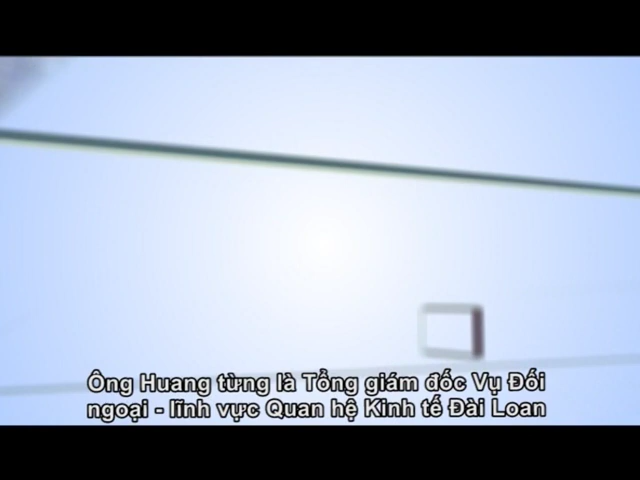 Ông Huang từng là Tổng giám đốc Vụ Đối
ngoại - lĩnh vực Quan hệ Kinh tế Đài Loan